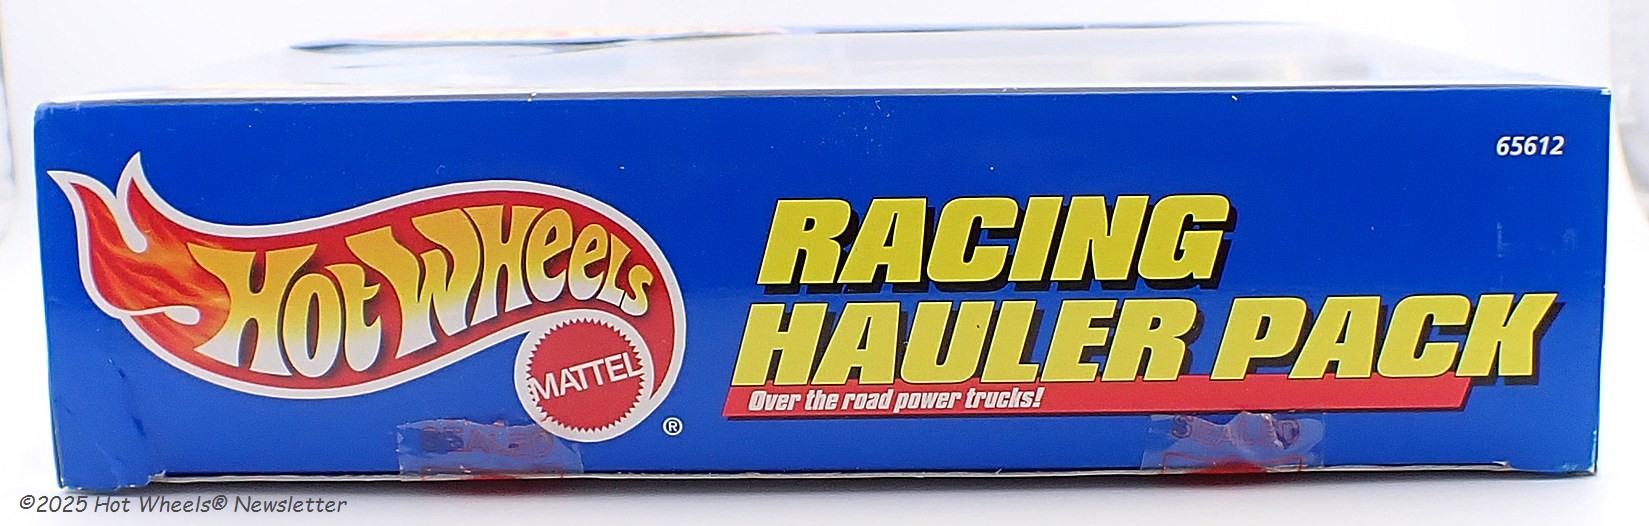 65612
HOT WHEELS
MATTEL
®
RACING
HAULER PACK
Over the road power trucks!
SEALED
SEALED
©2025 Hot Wheels® Newsletter